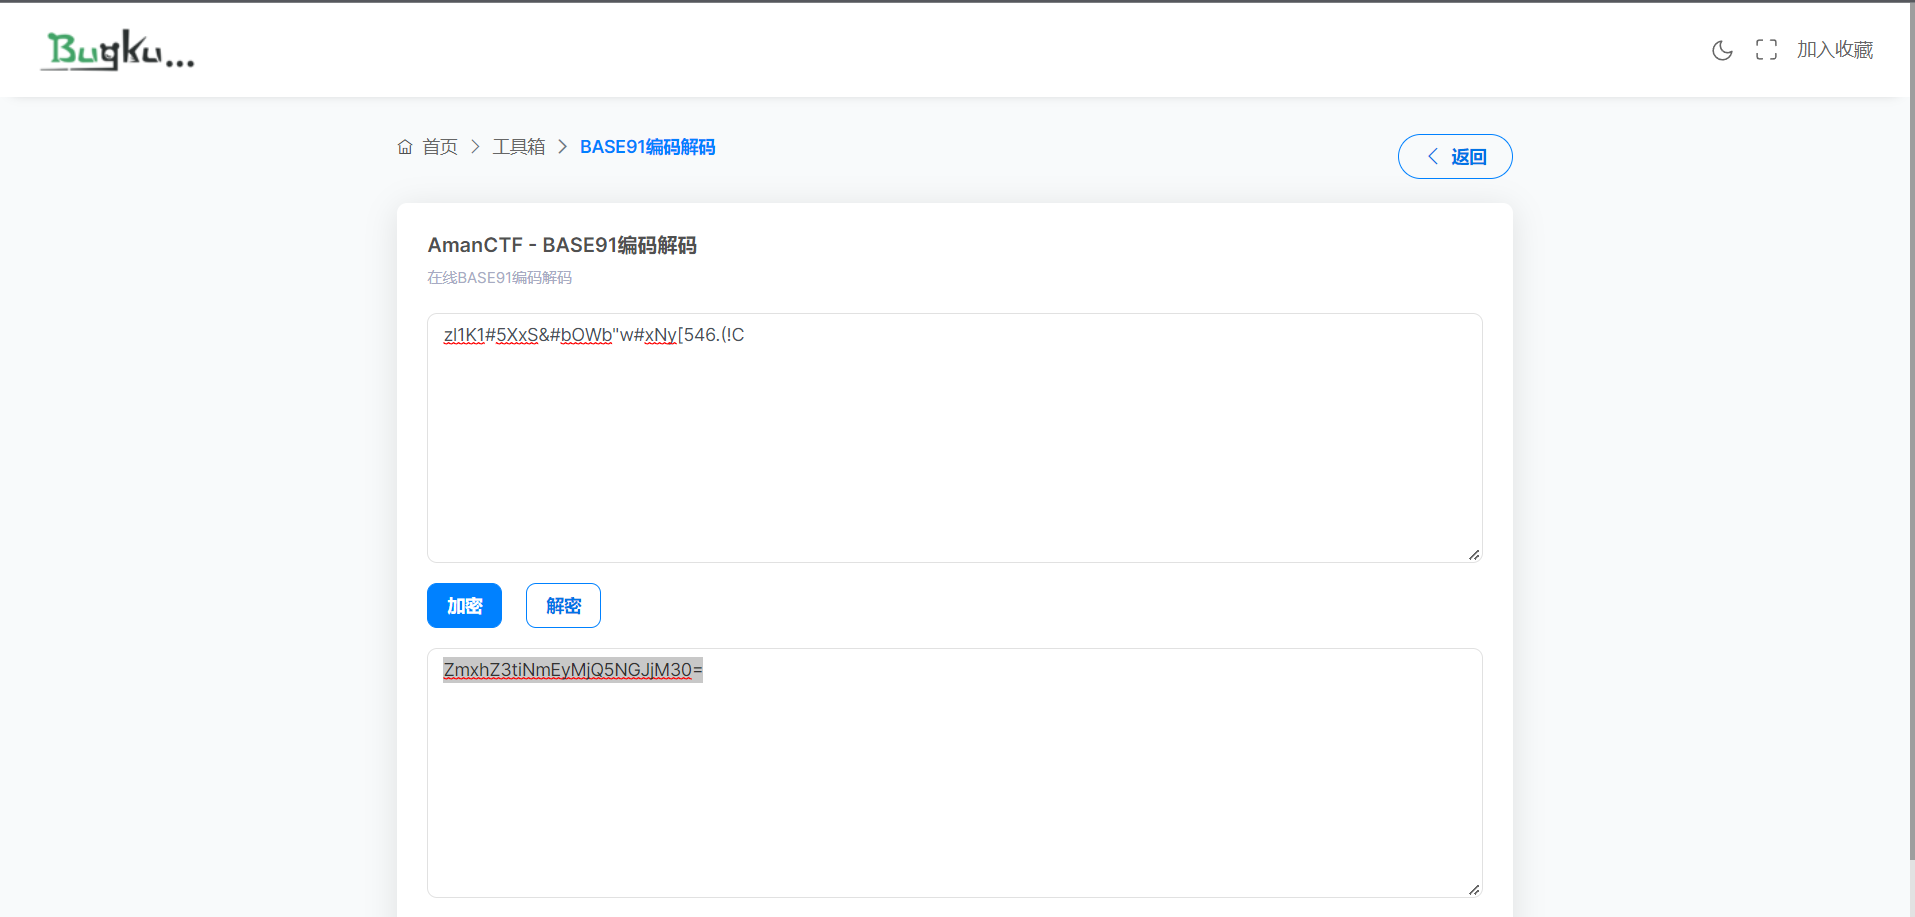 Bugku...
加入收藏
首页 > 工具箱 > BASE91编码解码
返回
AmanCTF - BASE91编码解码
在线BASE91编码解码
zl1K1#5XxS&#bOWb"w#xNy[546.(!C
加密 解密
ZmxhZ3tiNmEyMjQ5NGJjM30=